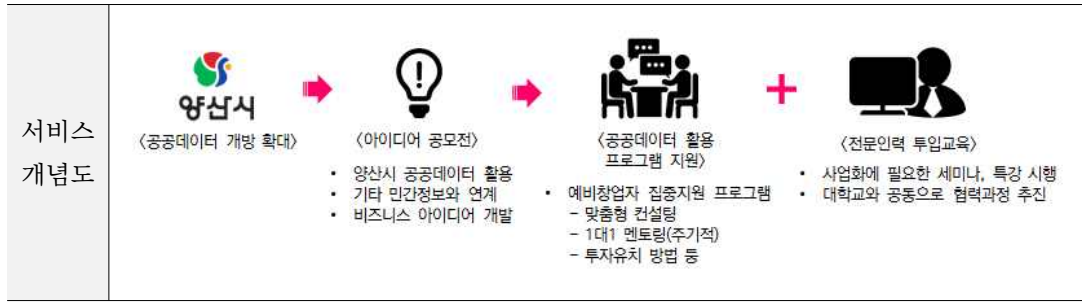 서비스
개념도
양산시
<공공데이터 개방 확대>
<아이디어 공모전>
• 양산시 공공데이터 활용
• 기타 민간정보와 연계
• 비즈니스 아이디어 개발
<공공데이터 활용
프로그램 지원>
• 예비창업자 집중지원 프로그램
- 맞춤형 컨설팅
- 1대1 멘토링(주기적)
- 투자유치 방법 등
<전문인력 투입교육>
• 사업화에 필요한 세미나, 특강 시행
• 대학교와 공동으로 협력과정 추진